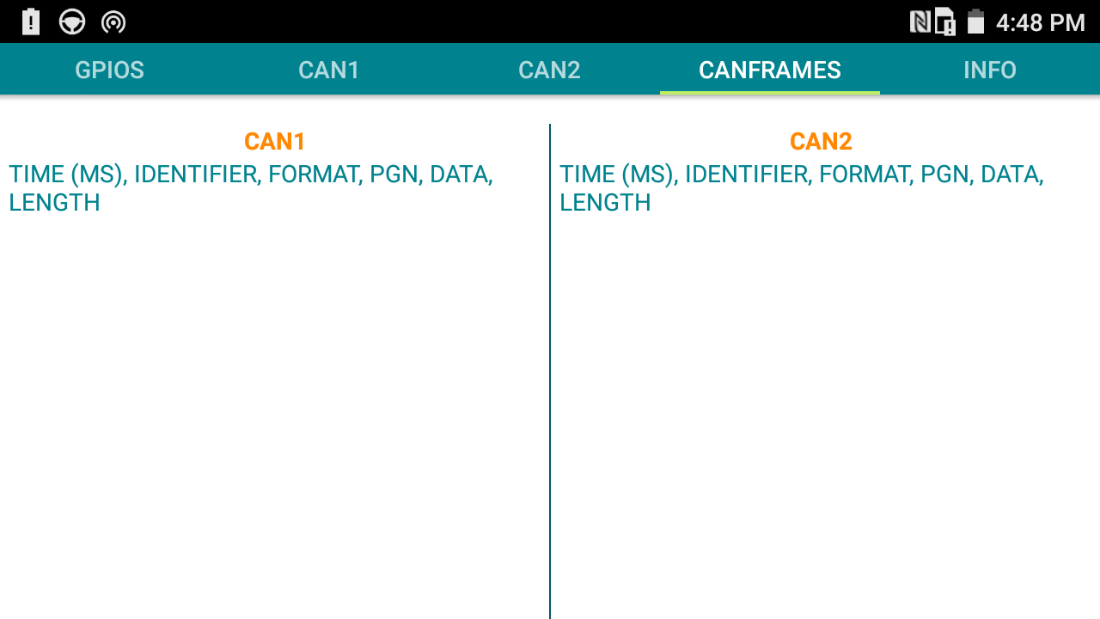 4:48 PM
GPIOS
CAN1
CAN2
CANFRAMES
INFO
CAN1
TIME (MS), IDENTIFIER, FORMAT, PGN, DATA,
LENGTH
CAN2
TIME (MS), IDENTIFIER, FORMAT, PGN, DATA,
LENGTH